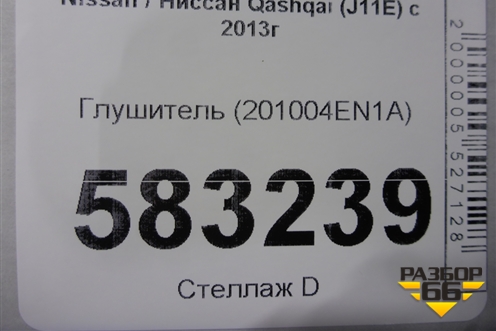 Nissan / Ниссан Qashqai (J11E) с
2013г
Глушитель (201004EN1A)
583239
Стеллаж D
2000005527128
РАЗБОР
66